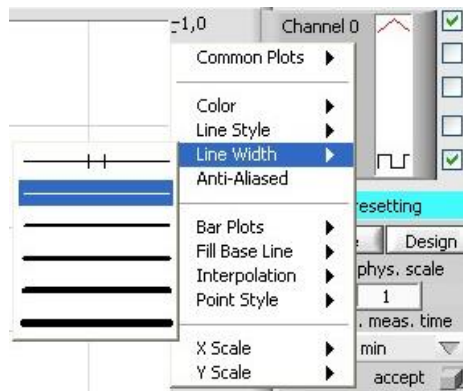 -1,0
Channel 0
Common Plots
Color
Line Style
Line Width
Anti-Aliased
Bar Plots
Fill Base Line
Interpolation
Point Style
X Scale
Y Scale
resetting
Design
phys. scale
1
. meas. time
min
accept